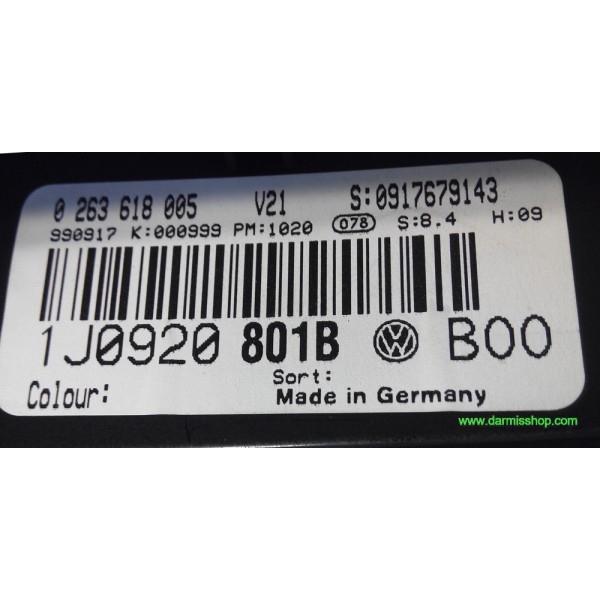 0 263 618 005 V21 S:0917679143
990917 K:000999 PM:1020 078 S:8.4 H:09
1J0920 801B VW B00
Sort:
Colour: Made in Germany
www.darmisshop.com